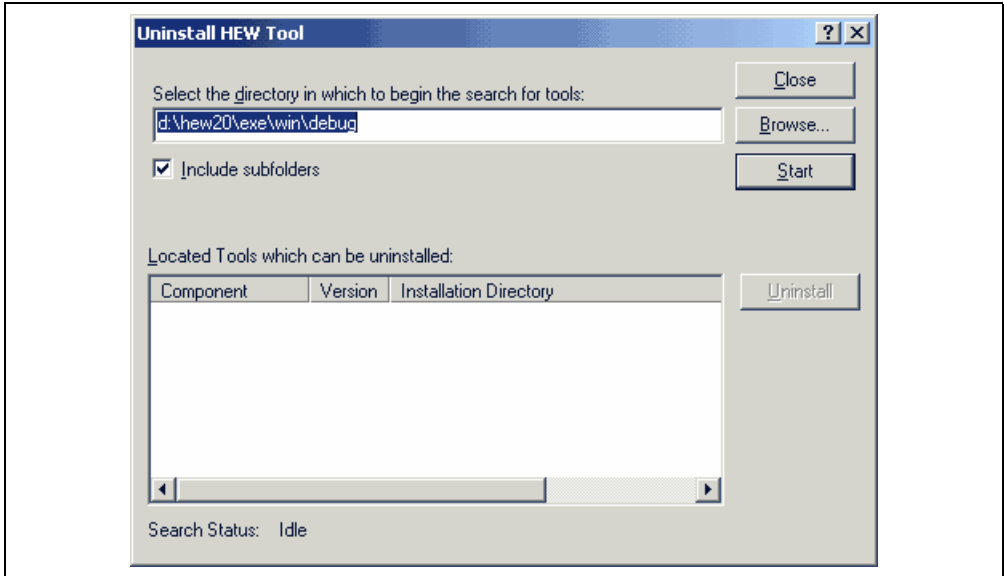 Uninstall HEW Tool
Close
Select the directory in which to begin the search for tools:
d:\hew20\exe\win\debug
Browse...
Include subfolders
Start
Located Tools which can be uninstalled:
Component Version Installation Directory
Uninstall
Search Status: Idle